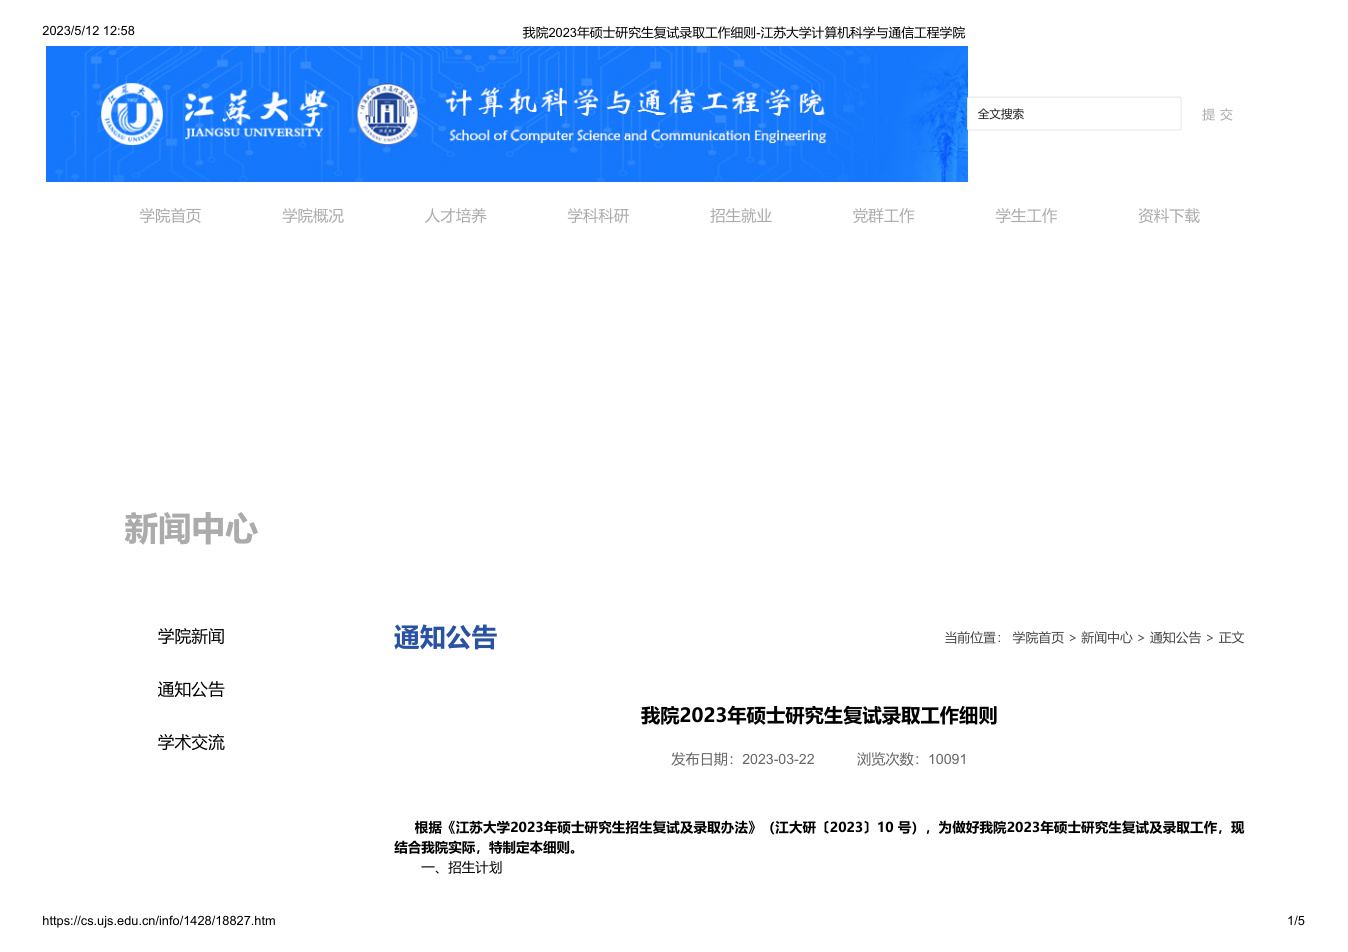 2023/5/12 12:58
我院2023年硕士研究生复试录取工作细则-江苏大学计算机科学与通信工程学院
江苏大学
JIANGSU UNIVERSITY
计算机科学与通信工程学院
School of Computer Science and Communication Engineering
全文搜索
提 交
学院首页 学院概况 人才培养 学科科研 招生就业 党群工作 学生工作 资料下载
新闻中心
学院新闻
通知公告
学术交流
通知公告
当前位置： 学院首页 > 新闻中心 > 通知公告 > 正文
我院2023年硕士研究生复试录取工作细则
发布日期：2023-03-22 浏览次数：10091
根据《江苏大学2023年硕士研究生招生复试及录取办法》（江大研〔2023〕10 号），为做好我院2023年硕士研究生复试及录取工作，现
结合我院实际，特制定本细则。
一、招生计划
https://cs.ujs.edu.cn/info/1428/18827.htm
1/5